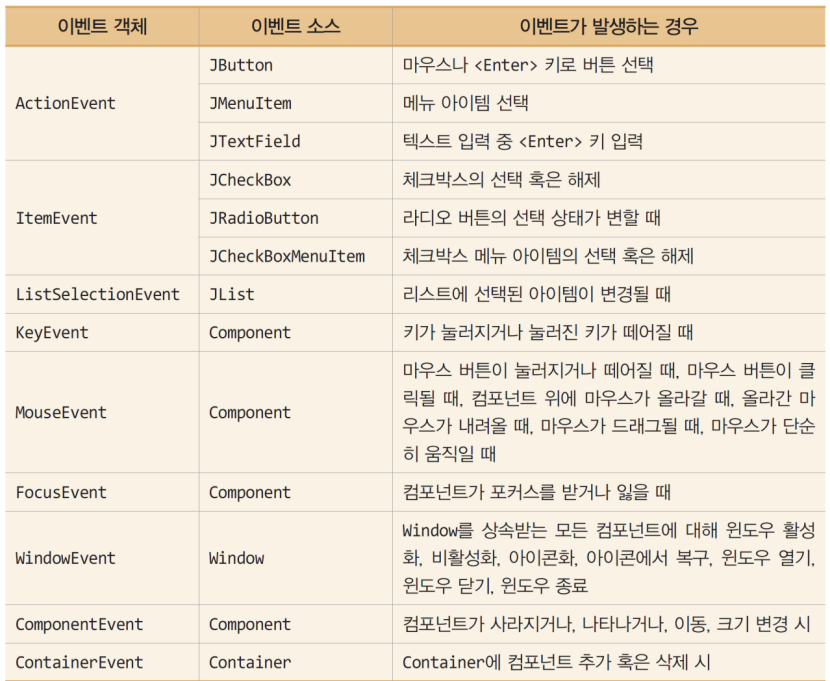 이벤트 객체 이벤트 소스 이벤트가 발생하는 경우
ActionEvent
JButton 마우스나 <Enter> 키로 버튼 선택
JMenuItem 메뉴 아이템 선택
JTextField 텍스트 입력 중 <Enter> 키 입력
ItemEvent
JCheckBox 체크박스의 선택 혹은 해제
JRadioButton 라디오 버튼의 선택 상태가 변할 때
JCheckBoxMenuItem 체크박스 메뉴 아이템의 선택 혹은 해제
ListSelectionEvent JList 리스트에 선택된 아이템이 변경될 때
KeyEvent Component 키가 눌러지거나 눌러진 키가 떼어질 때
MouseEvent Component
마우스 버튼이 눌러지거나 떼어질 때, 마우스 버튼이 클
릭될 때, 컴포넌트 위에 마우스가 올라갈 때, 올라간 마
우스가 내려올 때, 마우스가 드래그될 때, 마우스가 단순
히 움직일 때
FocusEvent Component 컴포넌트가 포커스를 받거나 잃을 때
WindowEvent Window
Window를 상속받는 모든 컴포넌트에 대해 윈도우 활성
화, 비활성화, 아이콘화, 아이콘에서 복구, 윈도우 열기,
윈도우 닫기, 윈도우 종료
ComponentEvent Component 컴포넌트가 사라지거나, 나타나거나, 이동, 크기 변경 시
ContainerEvent Container Container에 컴포넌트 추가 혹은 삭제 시